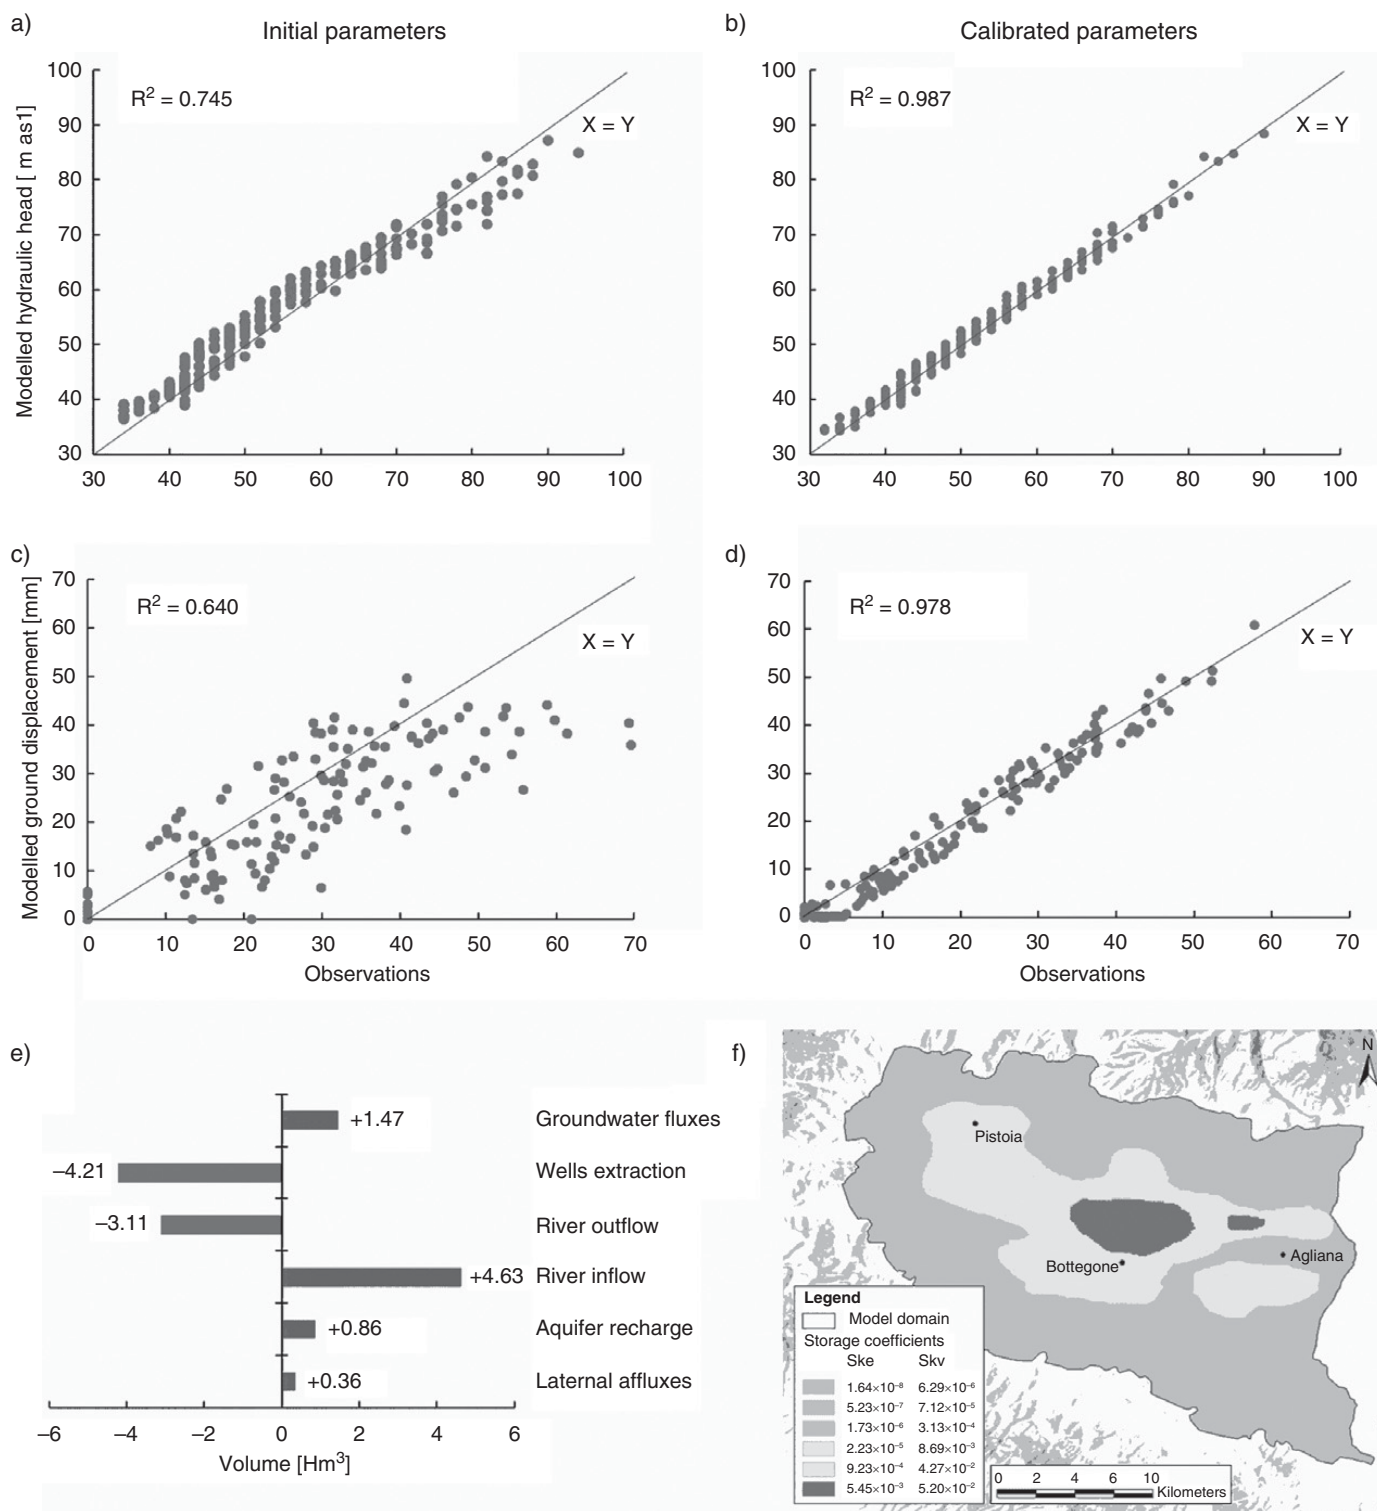 a)
Initial parameters
100
90
80
70
60
50
40
30
Modelled hydraulic head [ m as1]
R² = 0.745
X = Y
30 40 50 60 70 80 90 100
b)
Calibrated parameters
100
90
80
70
60
50
40
30
R² = 0.987
X = Y
30 40 50 60 70 80 90 100
c)
70
60
50
40
30
20
10
0
Modelled ground displacement [mm]
R² = 0.640
X = Y
0 10 20 30 40 50 60 70
Observations
d)
70
60
50
40
30
20
10
0
R² = 0.978
X = Y
0 10 20 30 40 50 60 70
Observations
e)
+1.47 Groundwater fluxes
−4.21 Wells extraction
−3.11 River outflow
+4.63 River inflow
+0.86 Aquifer recharge
+0.36 Laternal affluxes
−6 −4 −2 0 2 4 6
Volume [Hm³]
f)
N
Pistoia
Bottegone
Agliana
Legend
Model domain
Storage coefficients
Ske Skv
1.64×10⁻⁸ 6.29×10⁻⁶
5.23×10⁻⁷ 7.12×10⁻⁵
1.73×10⁻⁶ 3.13×10⁻⁴
2.23×10⁻⁵ 8.69×10⁻³
9.23×10⁻⁴ 4.27×10⁻²
5.45×10⁻³ 5.20×10⁻²
0 2 4 6 10
Kilometers